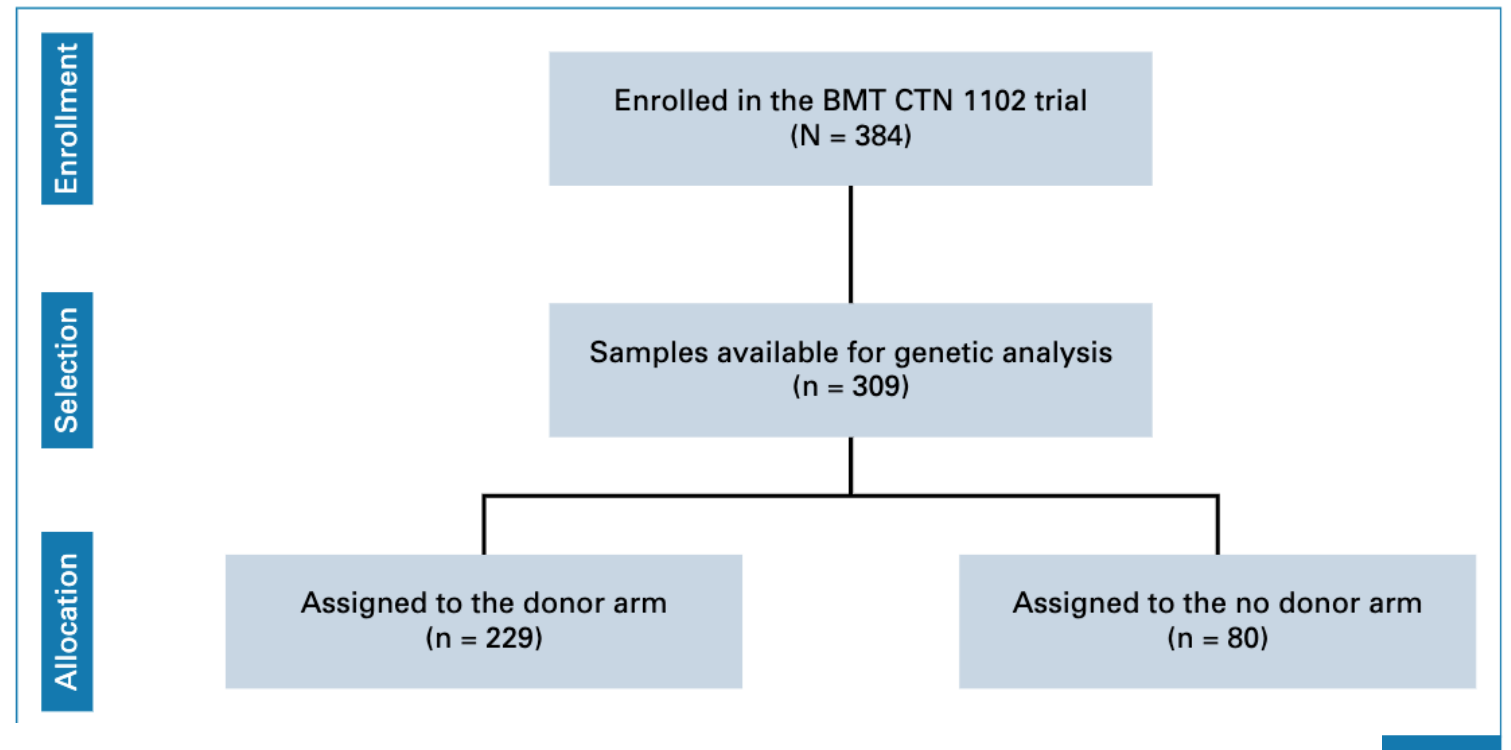 Enrollment
Enrolled in the BMT CTN 1102 trial
(N = 384)
Selection
Samples available for genetic analysis
(n = 309)
Allocation
Assigned to the donor arm
(n = 229)
Assigned to the no donor arm
(n = 80)